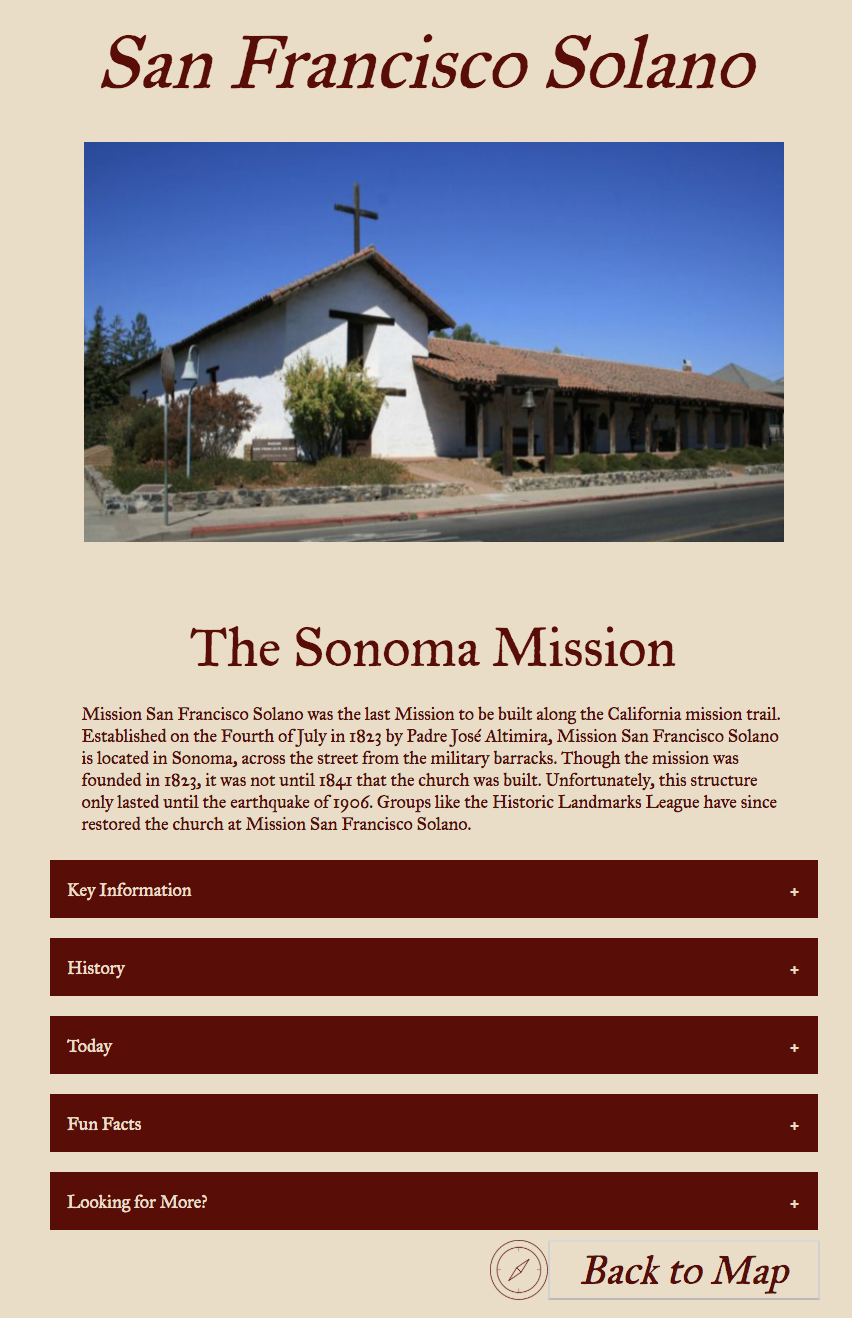 San Francisco Solano
The Sonoma Mission
Mission San Francisco Solano was the last Mission to be built along the California mission trail.
Established on the Fourth of July in 1823 by Padre José Altimira, Mission San Francisco Solano
is located in Sonoma, across the street from the military barracks. Though the mission was
founded in 1823, it was not until 1841 that the church was built. Unfortunately, this structure
only lasted until the earthquake of 1906. Groups like the Historic Landmarks League have since
restored the church at Mission San Francisco Solano.
Key Information +
History +
Today +
Fun Facts +
Looking for More? +
Back to Map